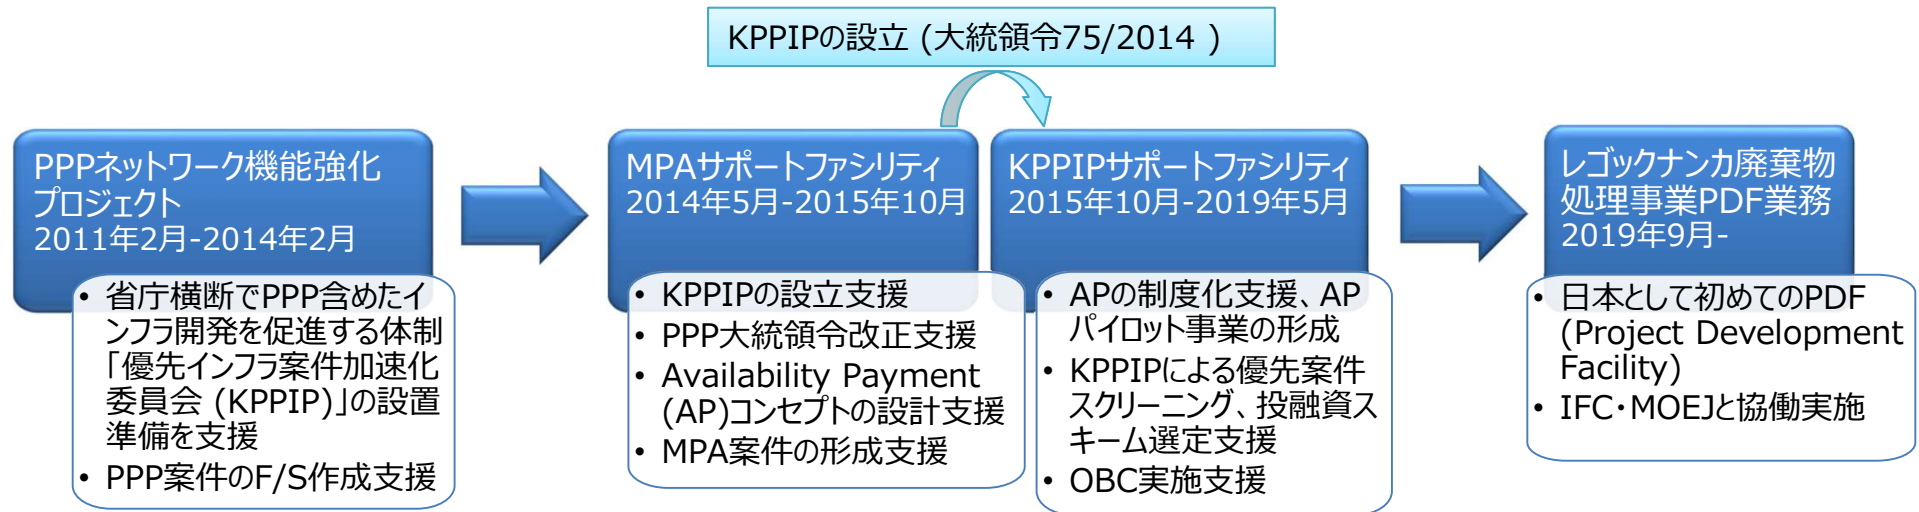 KPPIPの設立 (大統領令75/2014 )
PPPネットワーク機能強化
プロジェクト
2011年2月-2014年2月
• 省庁横断でPPP含めたイ
ンフラ開発を促進する体制
「優先インフラ案件加速化
委員会 (KPPIP)」の設置
準備を支援
• PPP案件のF/S作成支援
MPAサポートファシリティ
2014年5月-2015年10月
• KPPIPの設立支援
• PPP大統領令改正支援
• Availability Payment
(AP)コンセプトの設計支援
• MPA案件の形成支援
KPPIPサポートファシリティ
2015年10月-2019年5月
• APの制度化支援、AP
パイロット事業の形成
• KPPIPによる優先案件
スクリーニング、投融資ス
キーム選定支援
• OBC実施支援
レゴックナンカ廃棄物
処理事業PDF業務
2019年9月-
• 日本として初めてのPDF
(Project Development
Facility)
• IFC・MOEJと協働実施